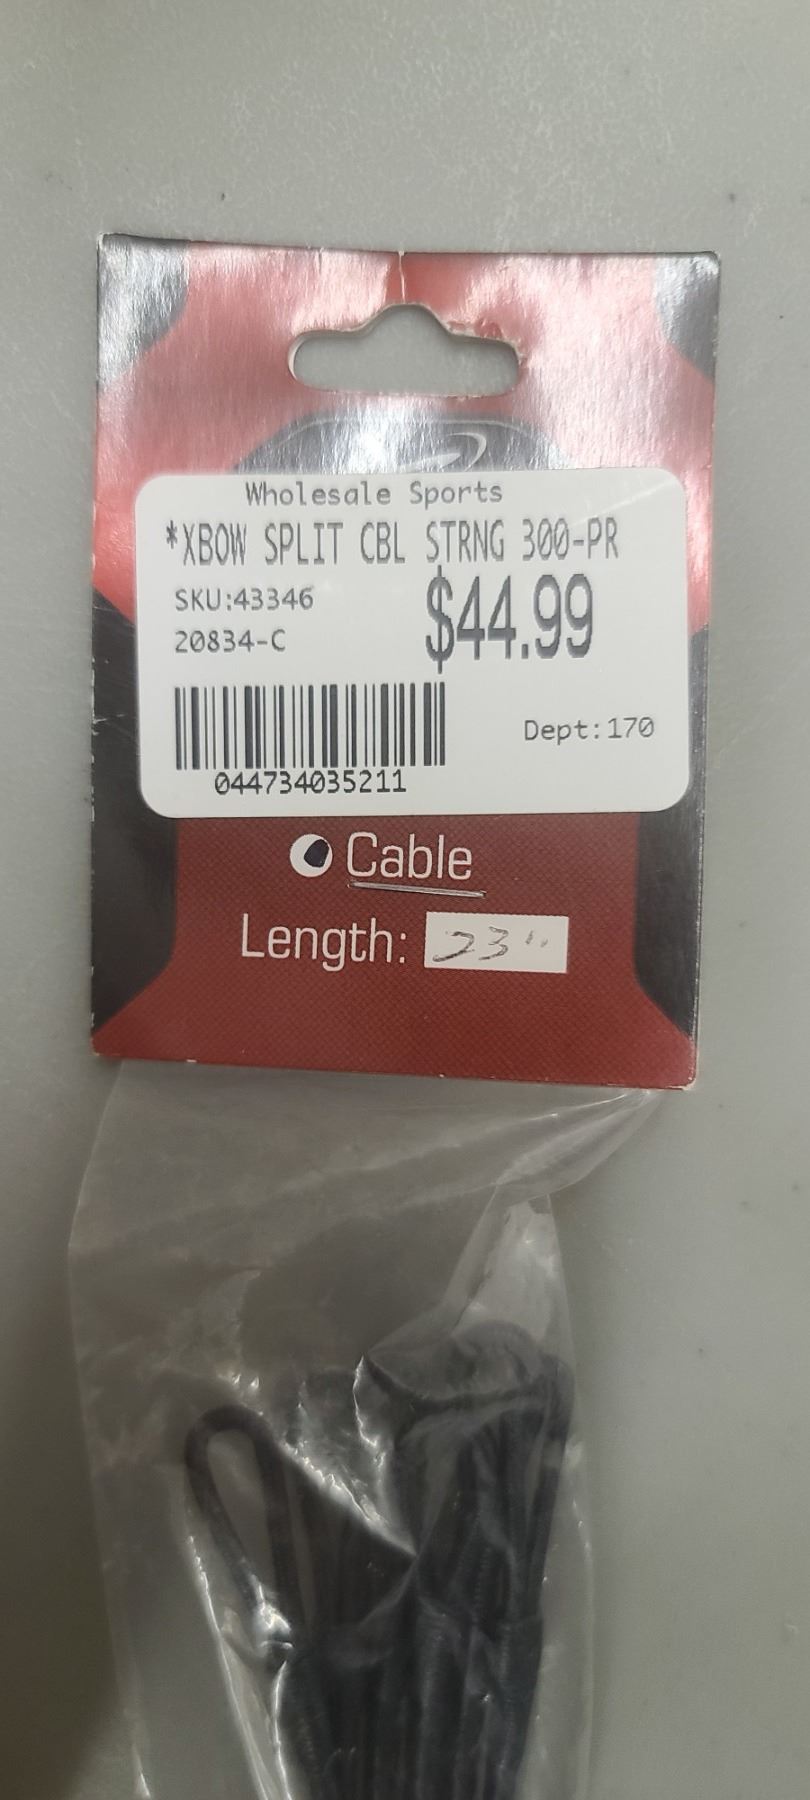 Wholesale Sports
*XBOW SPLIT CBL STRNG 300-PR
SKU:43346
$44.99
20834-C
Dept:170
044734035211
Cable
Length: 23"